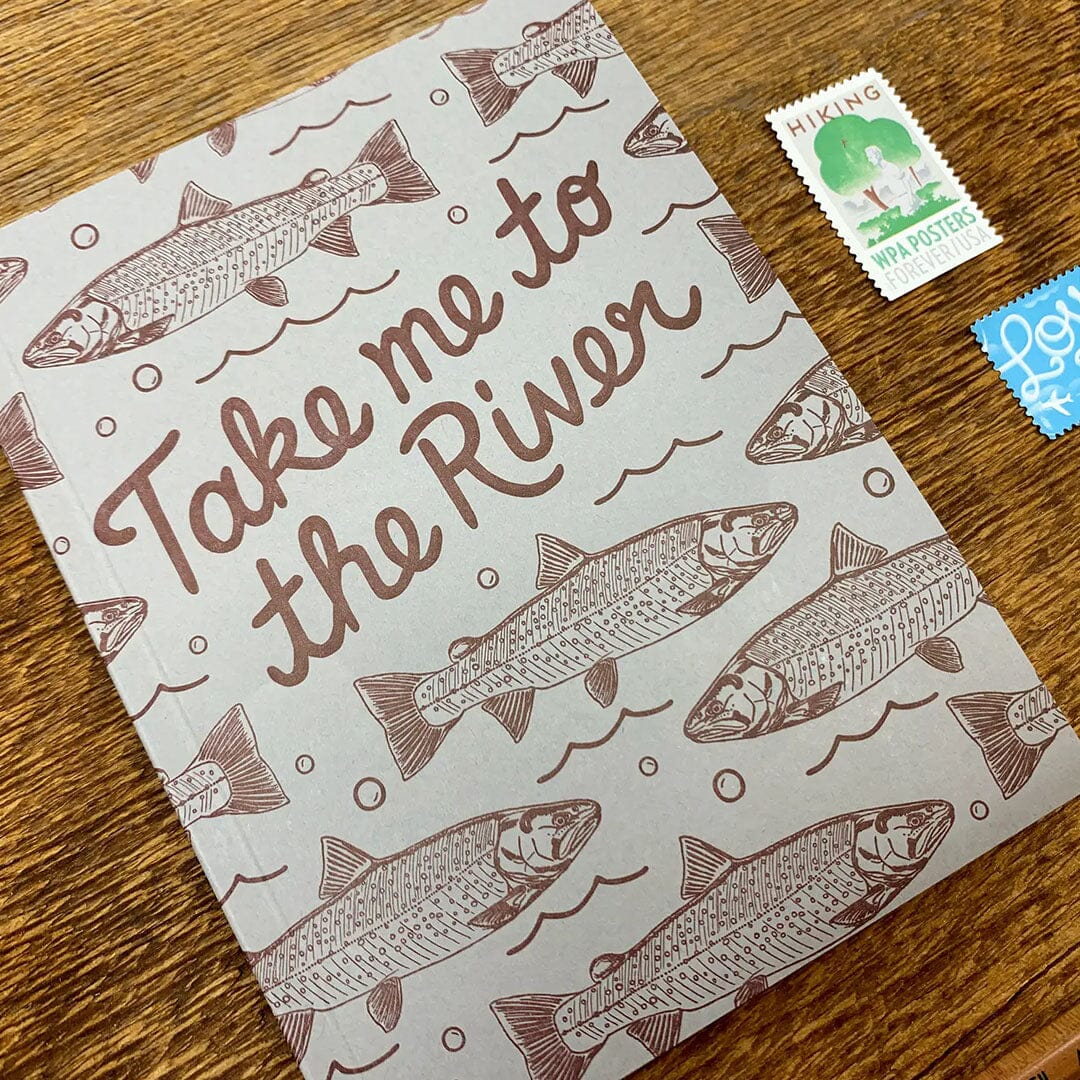 Take me to
the River
HIKING
WPA POSTERS
FOREVER/USA